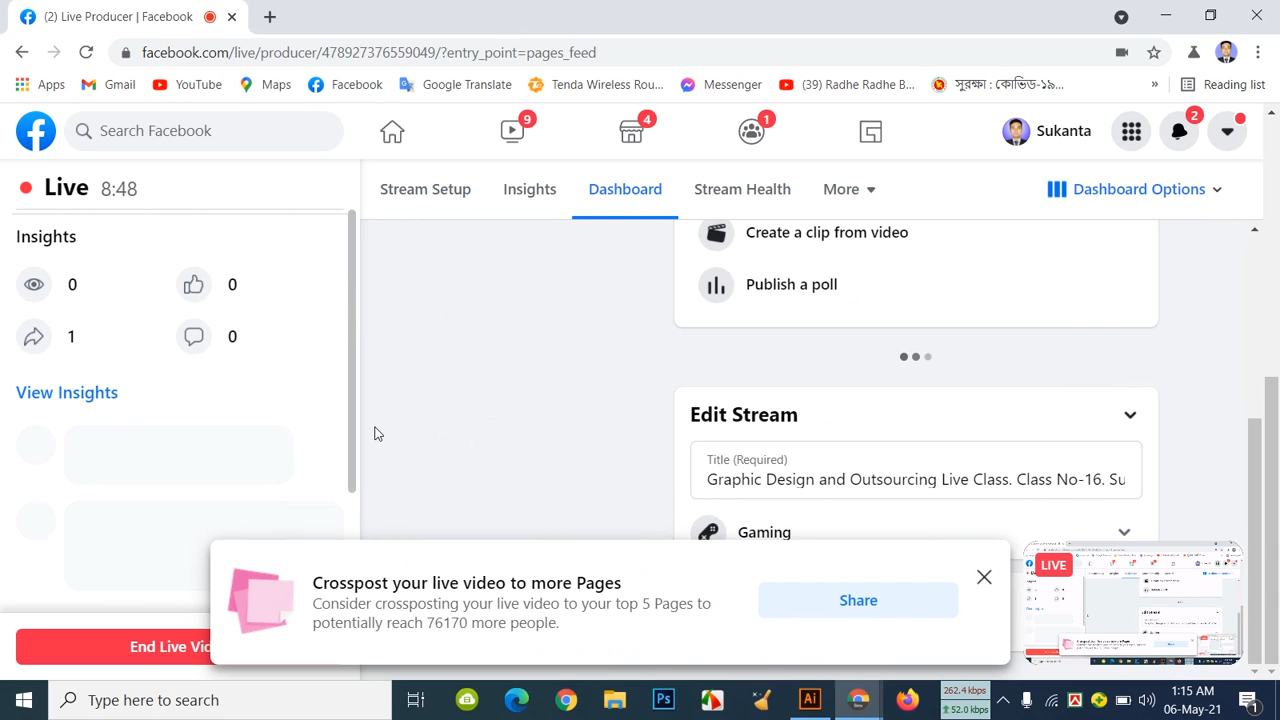 (2) Live Producer | Facebook
facebook.com/live/producer/478927376559049/?entry_point=pages_feed
Apps
Gmail
YouTube
Maps
Facebook
Google Translate
Tenda Wireless Rou...
Messenger
(39) Radhe Radhe B...
সুরক্ষা : কোভিড-১৯...
»
Reading list
Search Facebook
9
4
1
Sukanta
2
Live 8:48
Stream Setup
Insights
Dashboard
Stream Health
More
Dashboard Options
Insights
0
0
1
0
View Insights
Create a clip from video
Publish a poll
Edit Stream
Title (Required)
Graphic Design and Outsourcing Live Class. Class No-16. Su
Gaming
Crosspost your live video to more Pages
Consider crossposting your live video to your top 5 Pages to
potentially reach 76170 more people.
Share
LIVE
End Live Vid
Type here to search
Ps
Ai
262.4 kbps
52.0 kbps
1:15 AM
06-May-21
1